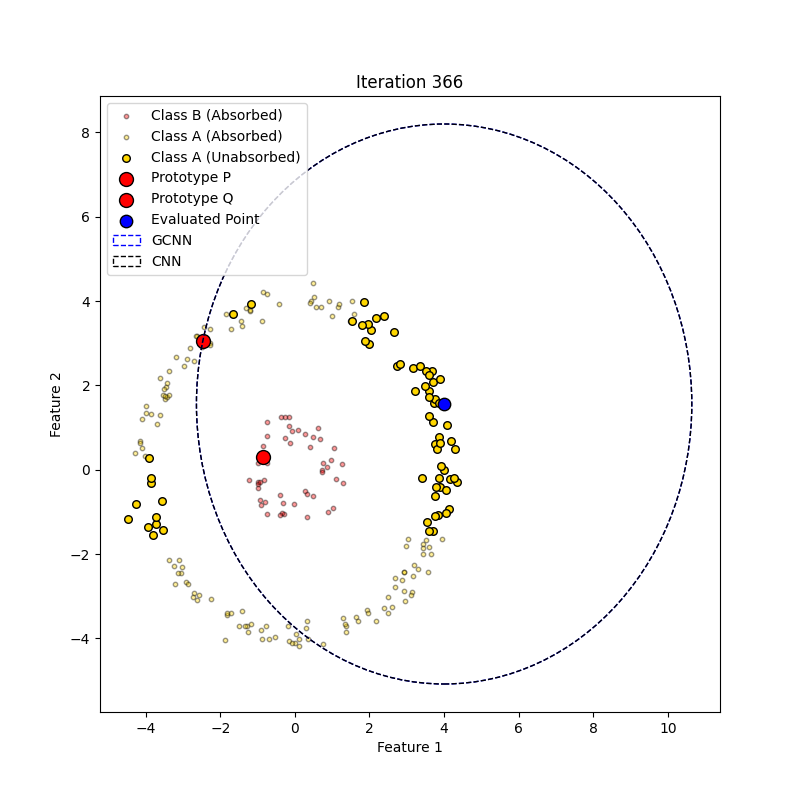 Iteration 366
Class B (Absorbed)
Class A (Absorbed)
Class A (Unabsorbed)
Prototype P
Prototype Q
Evaluated Point
GCNN
CNN
8
6
4
2
0
−2
−4
Feature 2
−4 −2 0 2 4 6 8 10
Feature 1